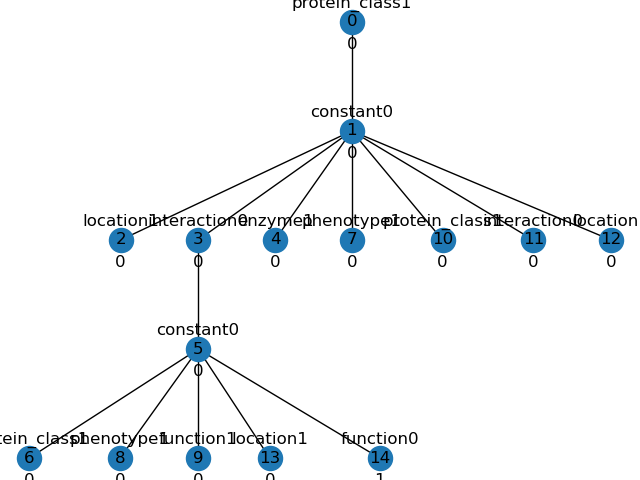 protein_class1
0
0
constant0
1
0
location1 interaction0 enzyme1 phenotype1 protein_class1 interaction0 location
2 3 4 7 10 11 12
0 0 0 0 0 0 0
constant0
5
0
tein_class1 phenotype1 function1 location1 function0
6 8 9 13 14
0 0 0 0 1